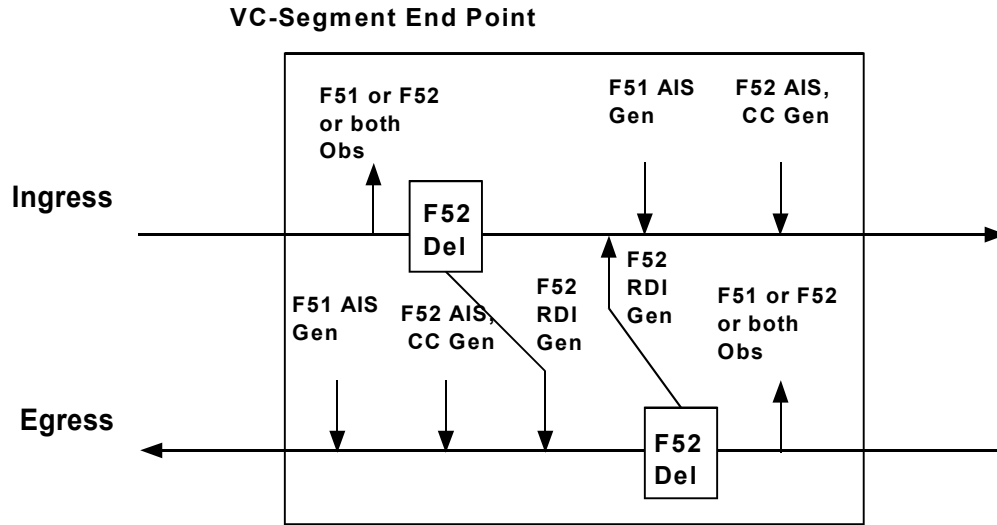 VC-Segment End Point
F51 or F52
or both
Obs
F51 AIS
Gen
F52 AIS,
CC Gen
Ingress
F52
Del
F51 AIS
Gen
F52 AIS,
CC Gen
F52
RDI
Gen
F52
RDI
Gen
F51 or F52
or both
Obs
Egress
F52
Del